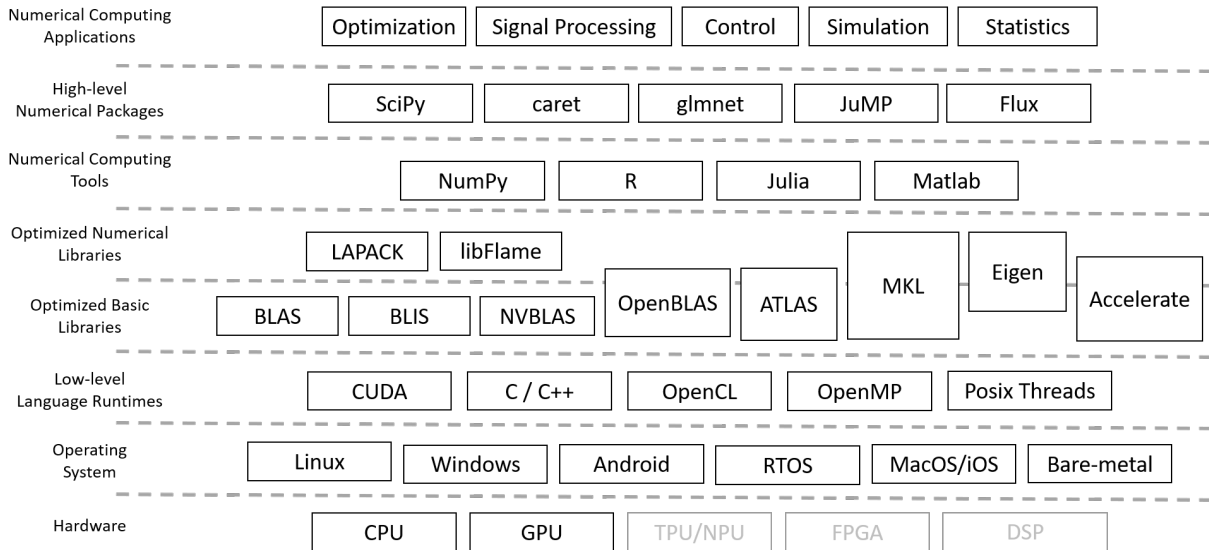 Numerical Computing
Applications
Optimization
Signal Processing
Control
Simulation
Statistics
High-level
Numerical Packages
SciPy
caret
glmnet
JuMP
Flux
Numerical Computing
Tools
NumPy
R
Julia
Matlab
Optimized Numerical
Libraries
LAPACK
libFlame
MKL
Eigen
OpenBLAS
ATLAS
Accelerate
Optimized Basic
Libraries
BLAS
BLIS
NVBLAS
Low-level
Language Runtimes
CUDA
C / C++
OpenCL
OpenMP
Posix Threads
Operating
System
Linux
Windows
Android
RTOS
MacOS/iOS
Bare-metal
Hardware
CPU
GPU
TPU/NPU
FPGA
DSP